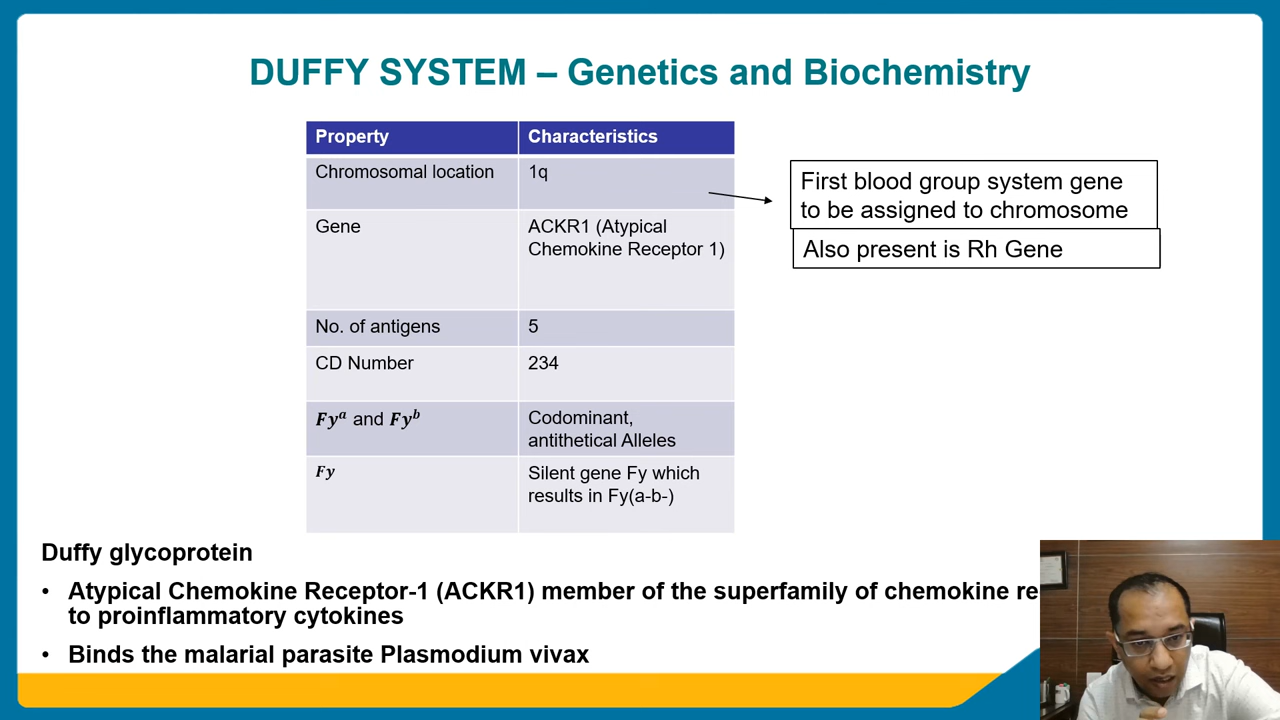 DUFFY SYSTEM – Genetics and Biochemistry
Property Characteristics
Chromosomal location 1q
Gene ACKR1 (Atypical
Chemokine Receptor 1)
No. of antigens 5
CD Number 234
Fyᵃ and Fyᵇ Codominant,
antithetical Alleles
Fy Silent gene Fy which
results in Fy(a-b-)
First blood group system gene
to be assigned to chromosome
Also present is Rh Gene
Duffy glycoprotein
• Atypical Chemokine Receptor-1 (ACKR1) member of the superfamily of chemokine
to proinflammatory cytokines
• Binds the malarial parasite Plasmodium vivax